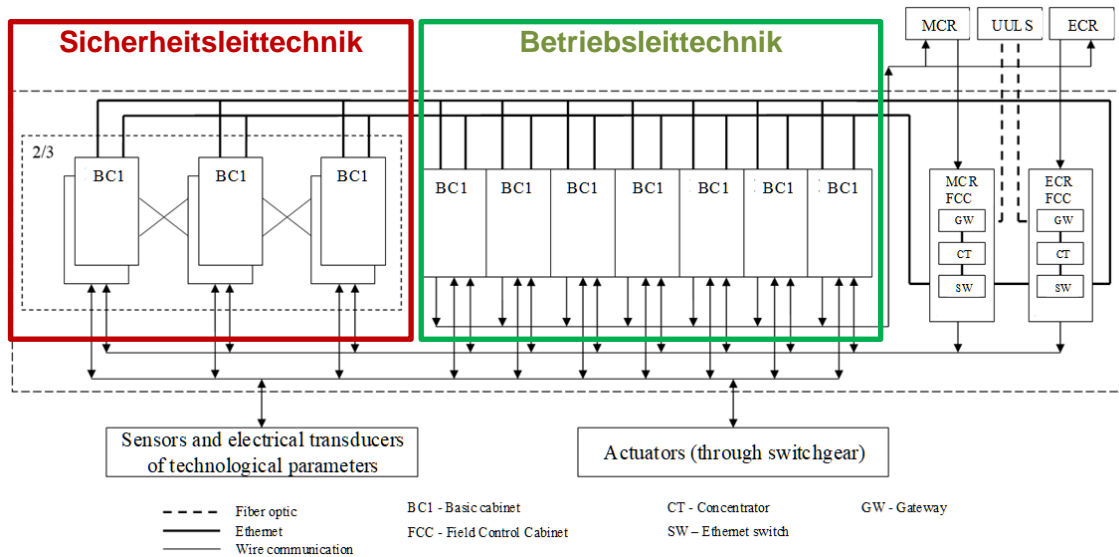 Sicherheitsleittechnik
Betriebsleittechnik
MCR
UULS
ECR
2/3
BC1
BC1
BC1
BC1
BC1
BC1
BC1
BC1
BC1
BC1
MCR
FCC
GW
CT
SW
ECR
FCC
GW
CT
SW
Sensors and electrical transducers
of technological parameters
Actuators (through switchgear)
Fiber optic
Ethernet
Wire communication
BC1 - Basic cabinet
FCC - Field Control Cabinet
CT - Concentrator
SW – Ethernet switch
GW - Gateway